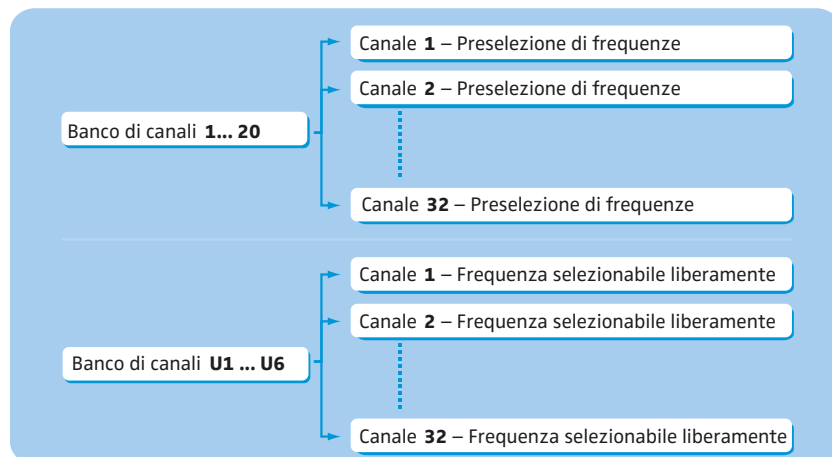 Canale 1 – Preselezione di frequenze
Canale 2 – Preselezione di frequenze
Banco di canali 1... 20
Canale 32 – Preselezione di frequenze
Canale 1 – Frequenza selezionabile liberamente
Canale 2 – Frequenza selezionabile liberamente
Banco di canali U1 ... U6
Canale 32 – Frequenza selezionabile liberamente